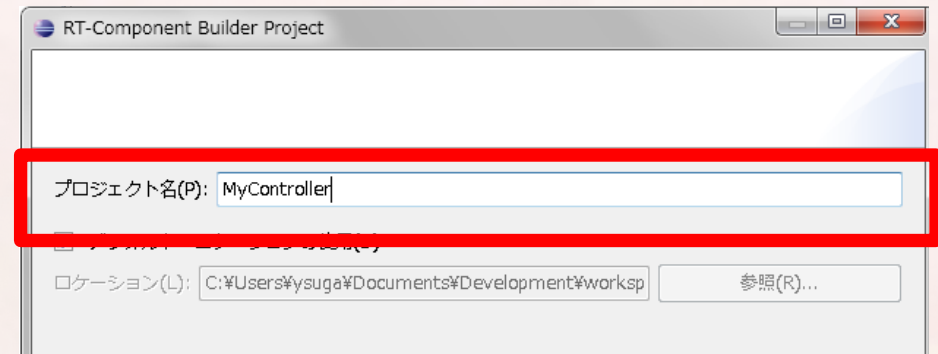 RT-Component Builder Project
プロジェクト名(P): MyController
ロケーション(L): C:¥Users¥ysuga¥Documents¥Development¥worksp 参照(R)...